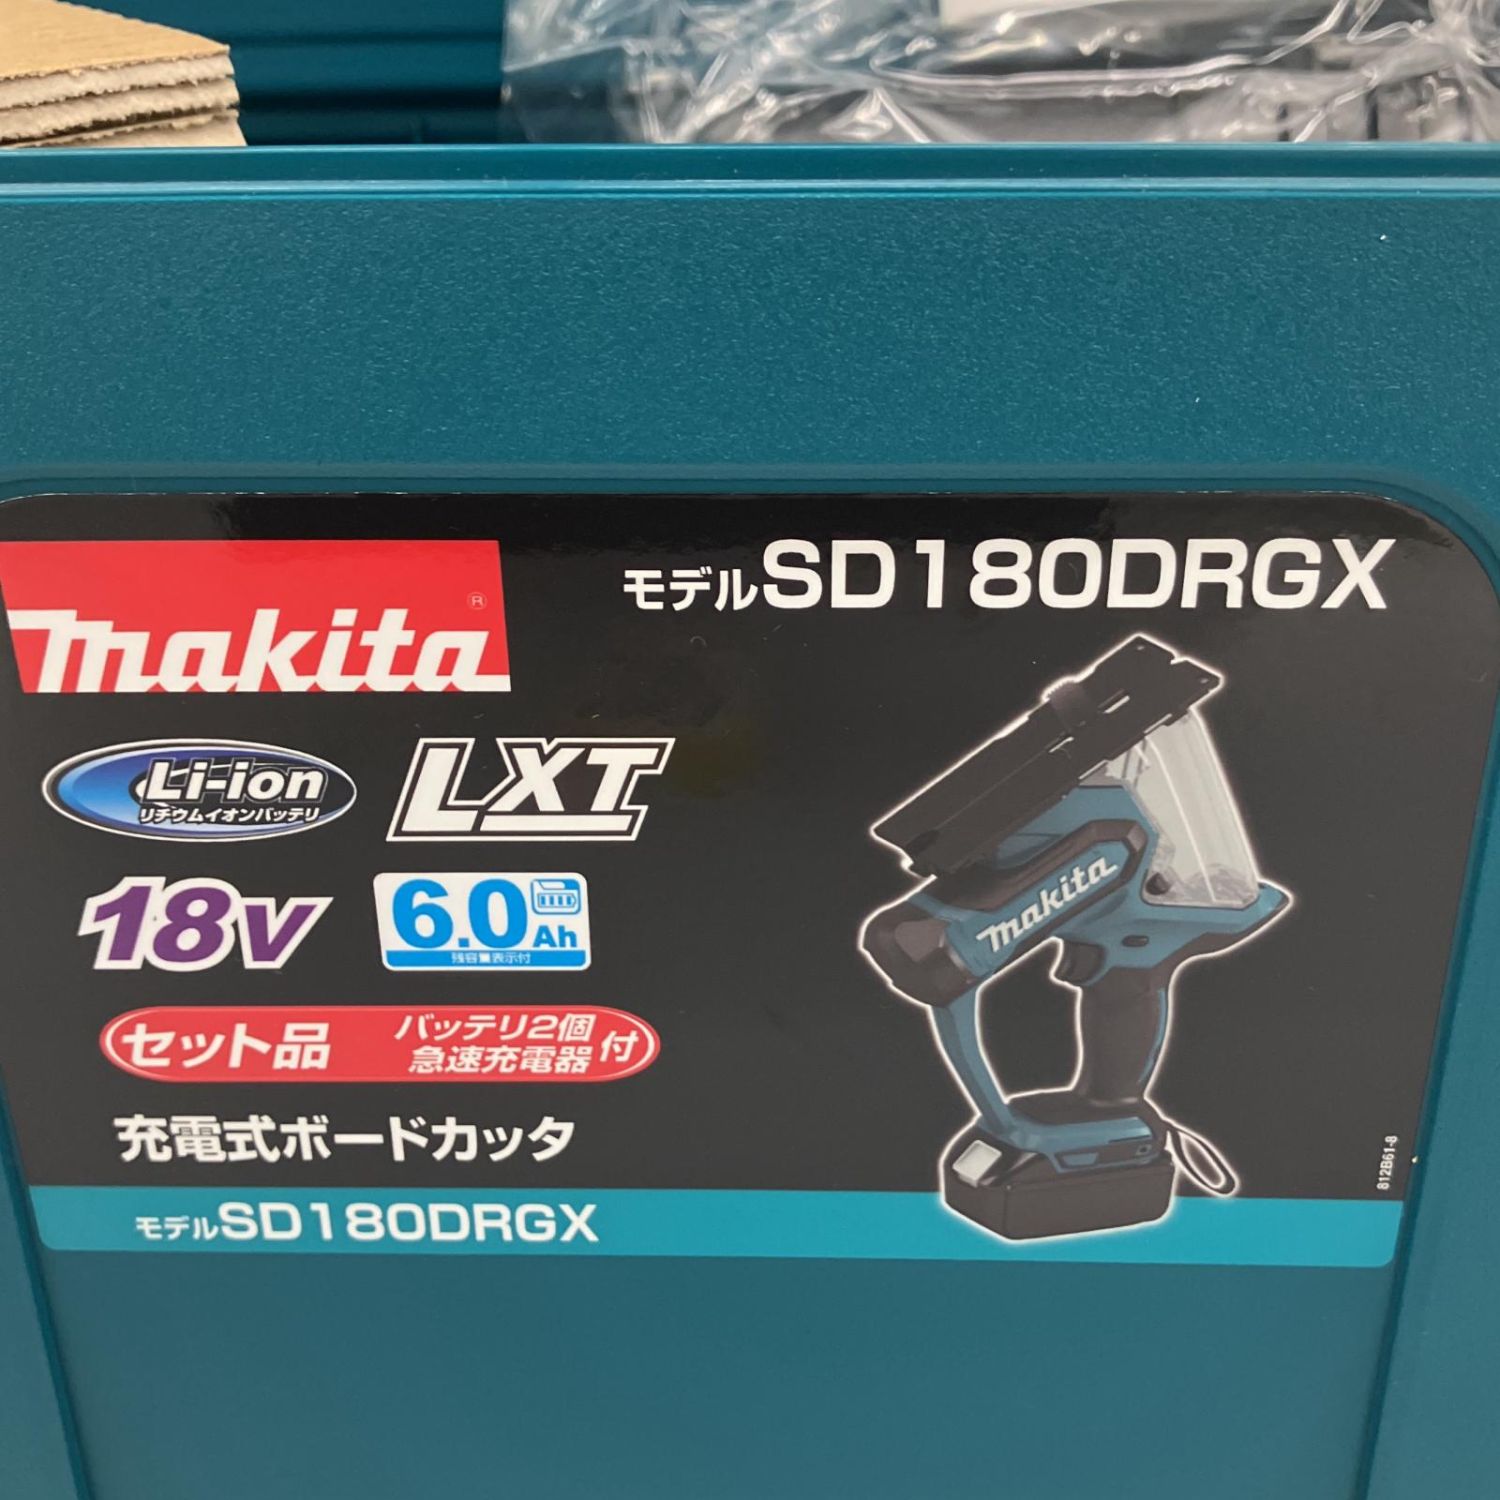 モデルSD180DRGX
makita®
Li-ion
リチウムイオンバッテリ
LXT
18V
6.0Ah
残容量表示付
セット品 バッテリ2個 急速充電器 付
充電式ボードカッタ
モデルSD180DRGX
makita
812B61-8